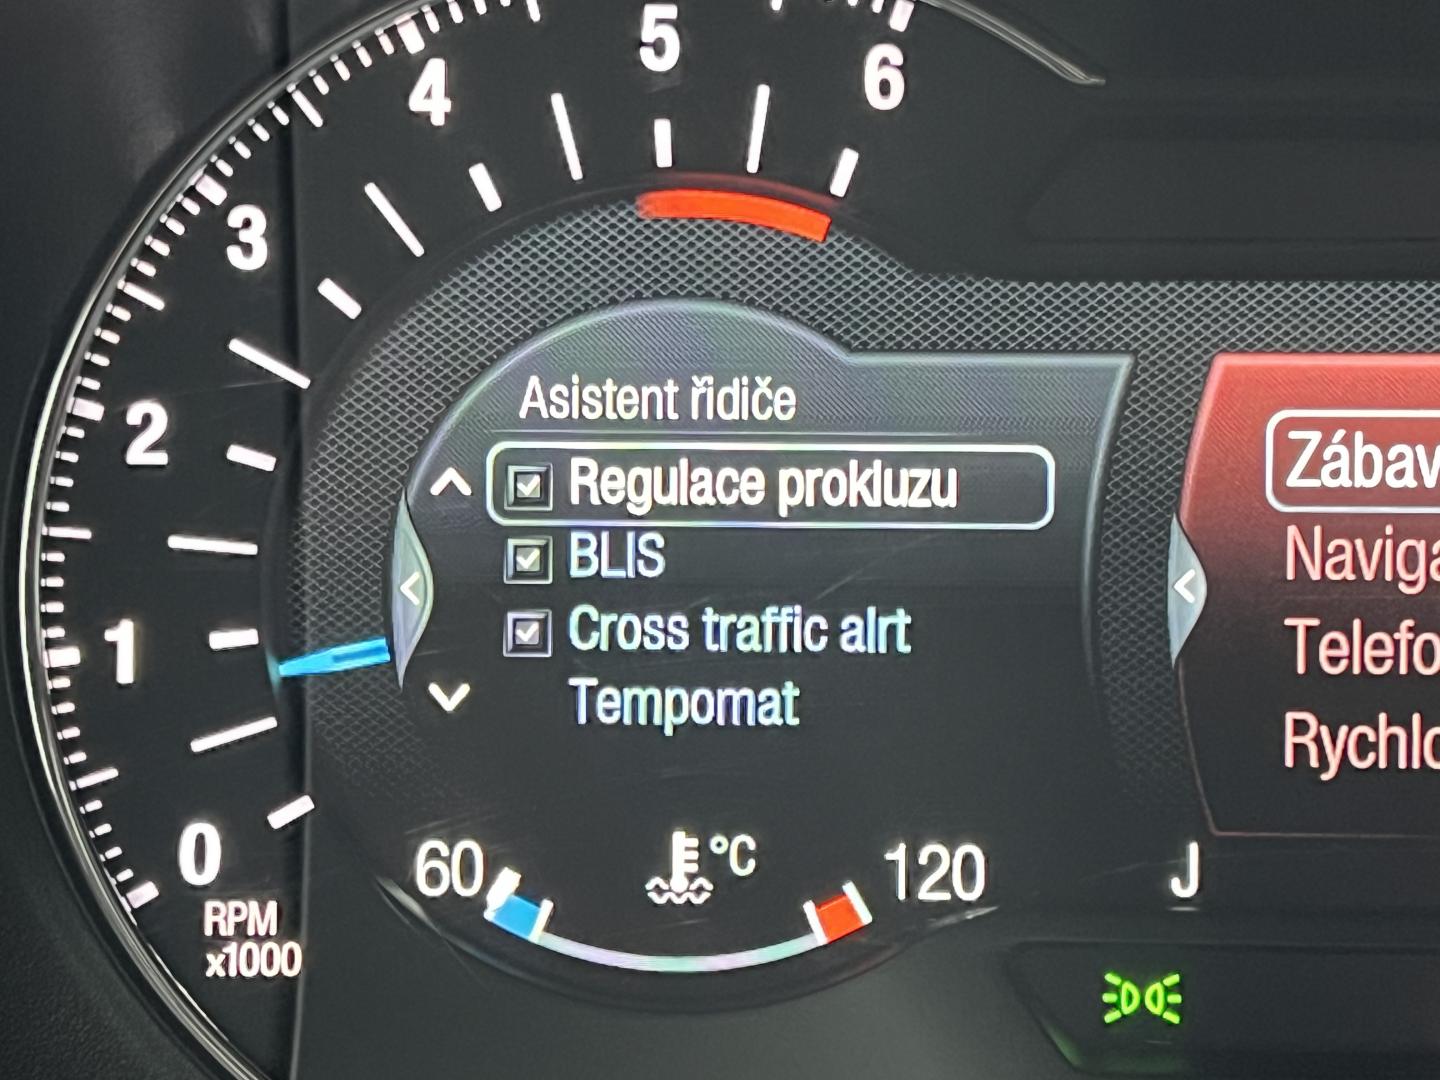 5
4
6
3
2
1
0
RPM
x1000
Asistent řidiče
Regulace prokluzu
BLIS
Cross traffic alrt
Tempomat
60
°C
120
Zábav
Naviga
Telefo
Rychlo
J